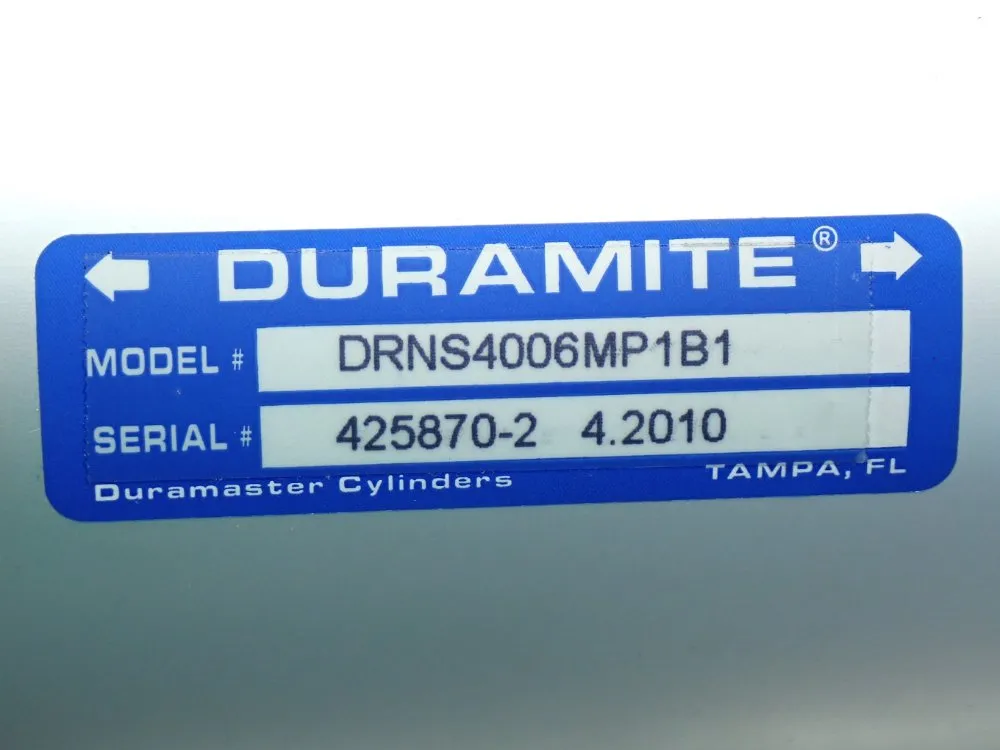 DURAMITE®
MODEL # DRNS4006MP1B1
SERIAL # 425870-2 4.2010
Duramaster Cylinders TAMPA, FL